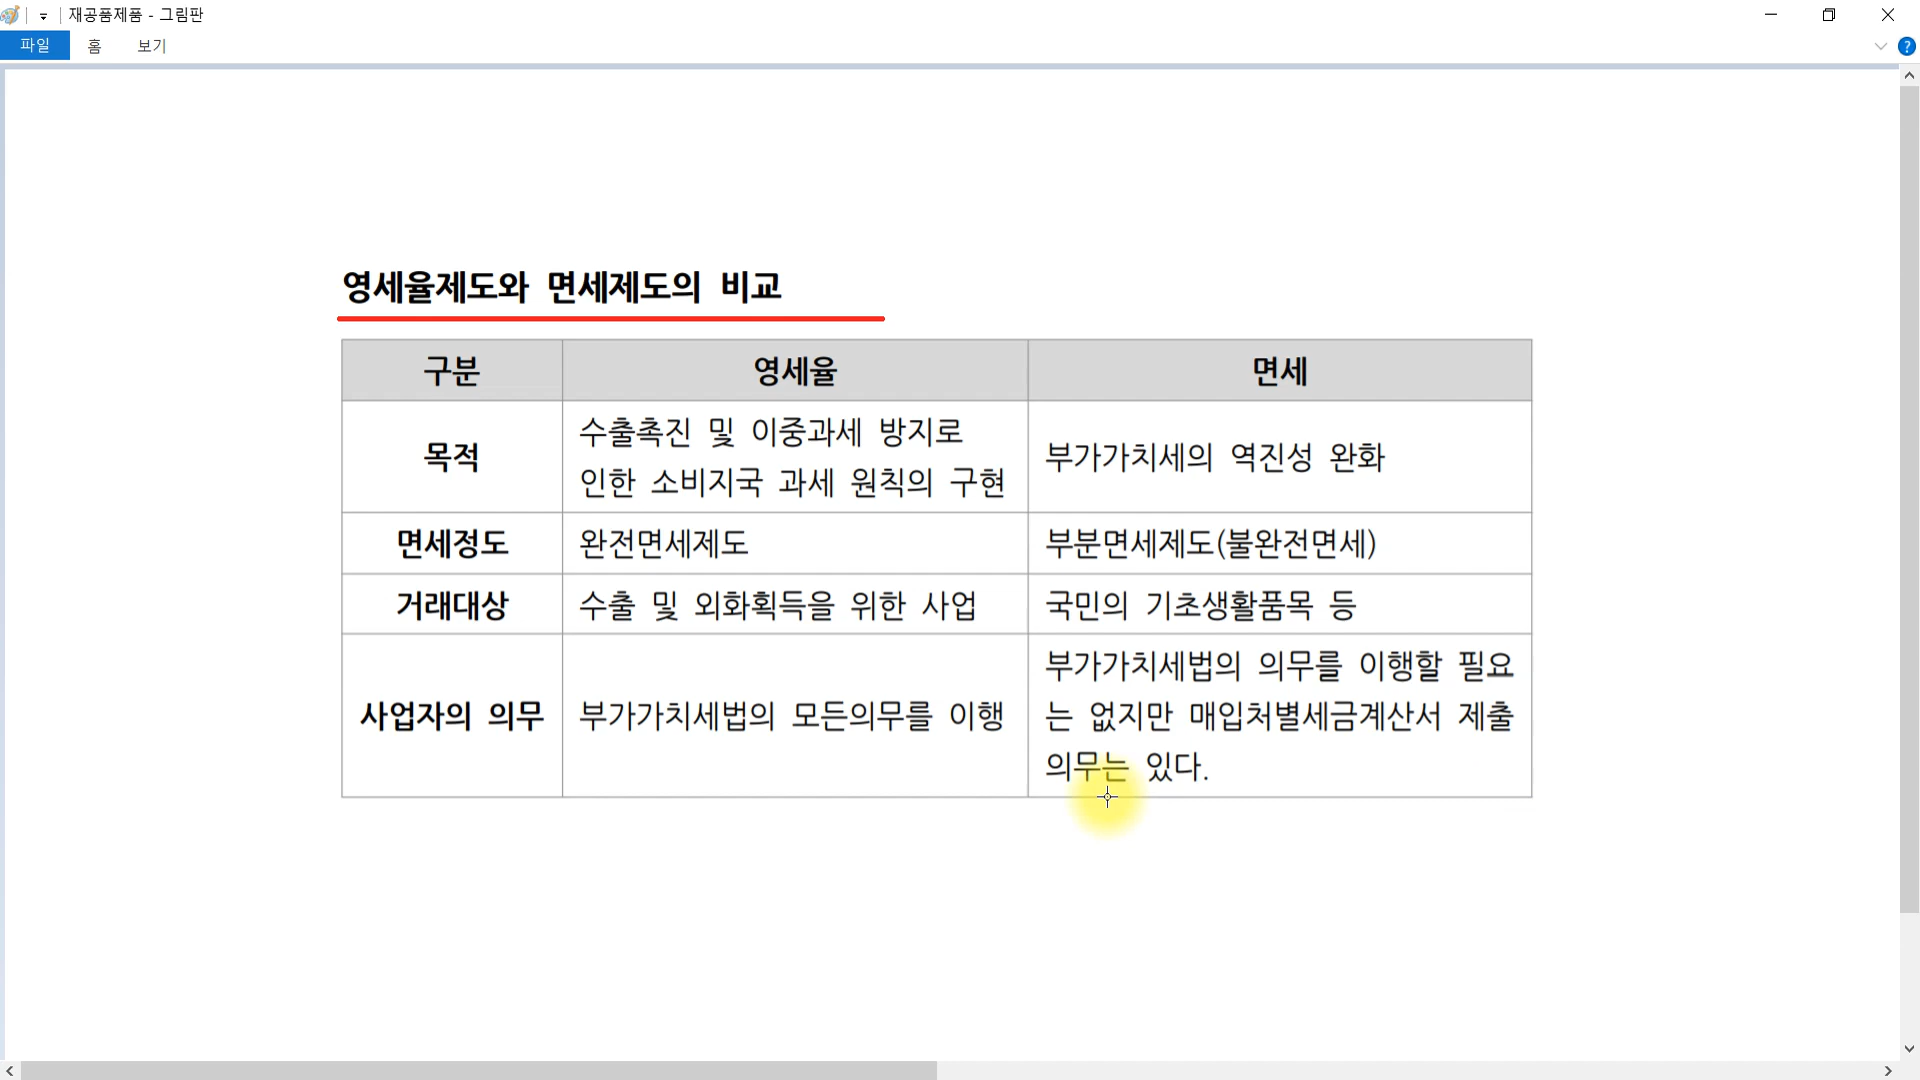 재공품제품 - 그림판
파일 홈 보기
영세율제도와 면세제도의 비교
구분 영세율 면세
목적 수출촉진 및 이중과세 방지로
인한 소비지국 과세 원칙의 구현 부가가치세의 역진성 완화
면세정도 완전면세제도 부분면세제도(불완전면세)
거래대상 수출 및 외화획득을 위한 사업 국민의 기초생활품목 등
사업자의 의무 부가가치세법의 모든의무를 이행 부가가치세법의 의무를 이행할 필요
는 없지만 매입처별세금계산서 제출
의무는 있다.